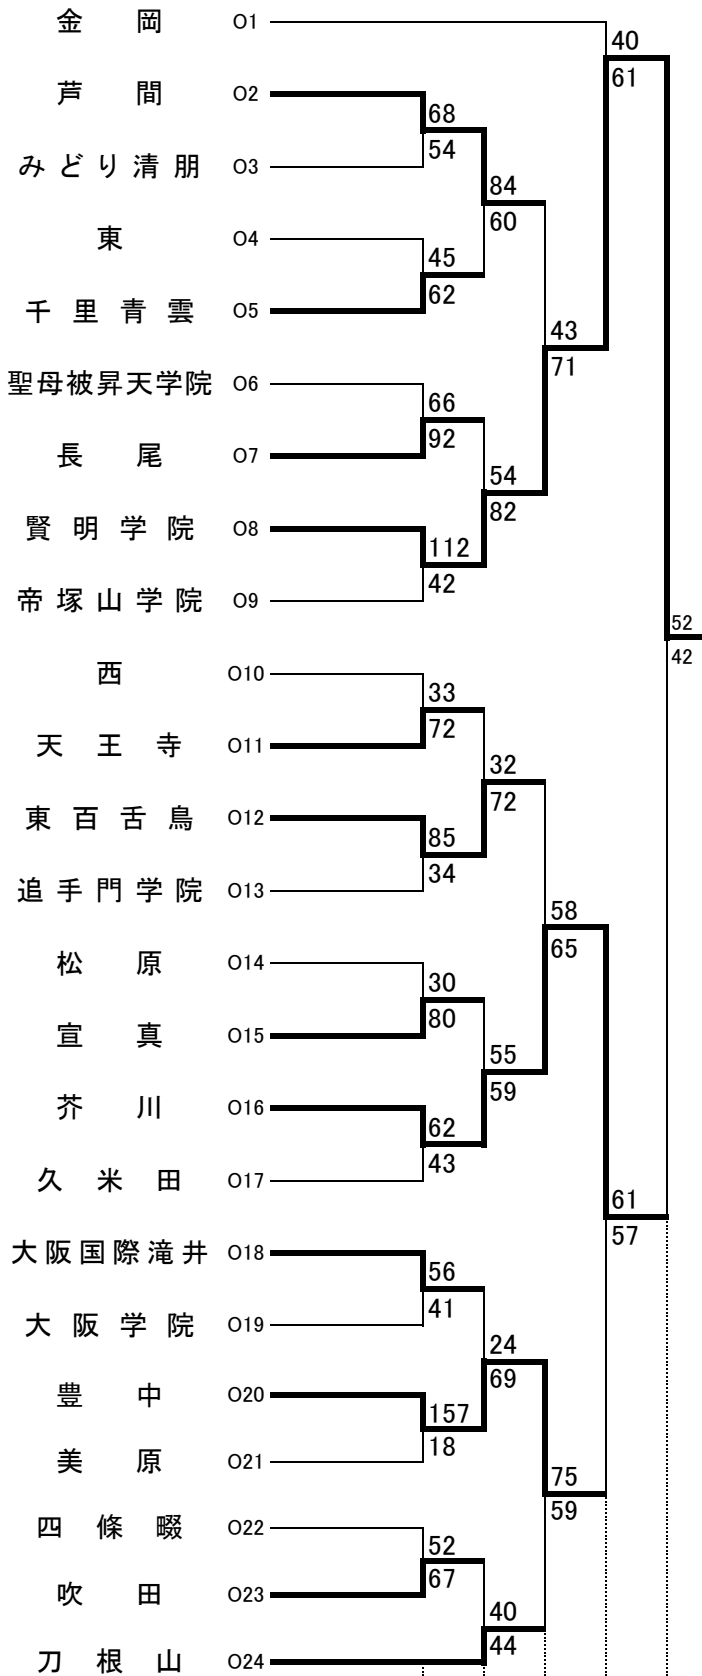 金岡 O1
40
61
芦間 O2
68
54
みどり清朋 O3
84
60
東 O4
45
62
千里青雲 O5
43
71
聖母被昇天学院 O6
66
92
長尾 O7
54
82
賢明学院 O8
112
42
帝塚山学院 O9
52
42
西 O10
33
72
天王寺 O11
32
72
東百舌鳥 O12
85
34
追手門学院 O13
58
65
松原 O14
30
80
宣真 O15
55
59
芥川 O16
62
43
久米田 O17
61
57
大阪国際滝井 O18
56
41
大阪学院 O19
24
69
豊中 O20
157
18
美原 O21
75
59
四條畷 O22
52
67
吹田 O23
40
44
刀根山 O24